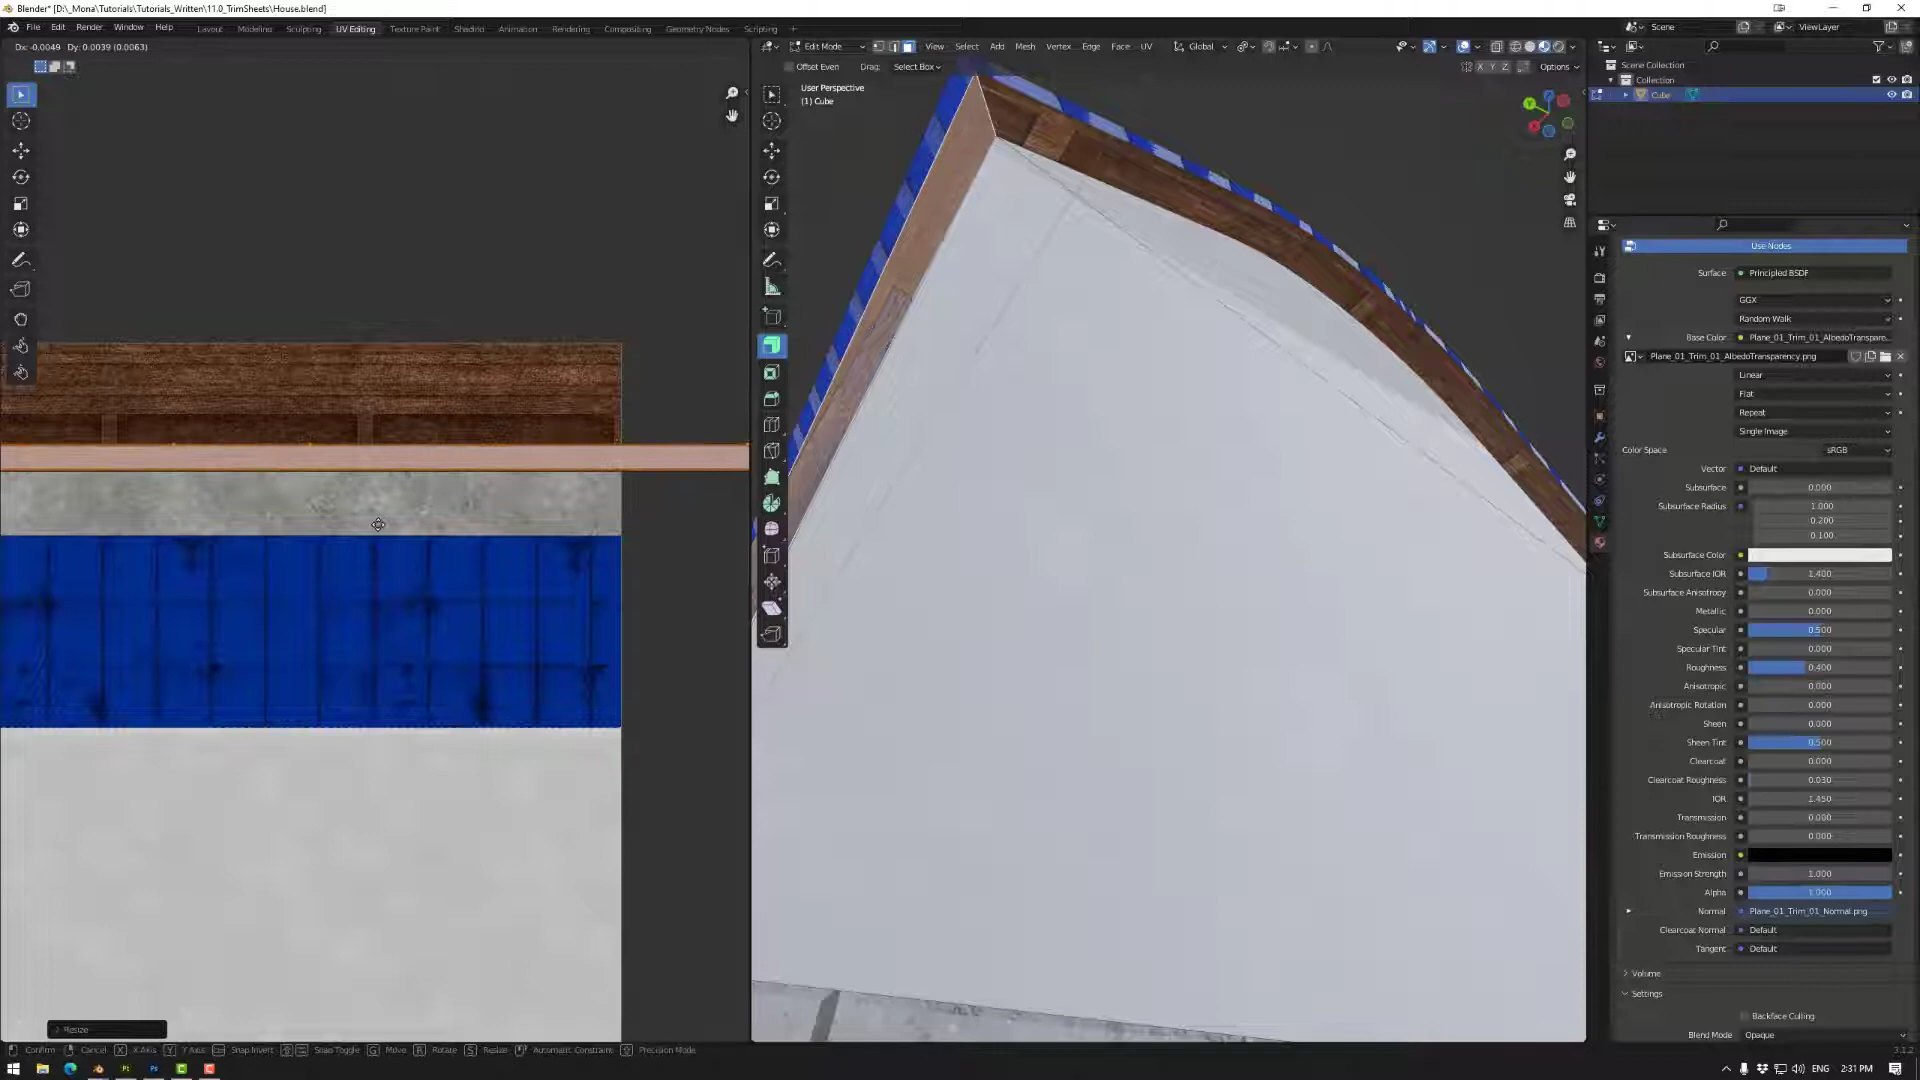 Blender* [D:\_Mona\Tutorials\Tutorials_Written\11.0_TrimSheets\House.blend]
File Edit Render Window Help Layout Modeling Sculpting UV Editing Texture Paint Shading Animation Rendering Compositing Geometry Nodes Scripting + Scene ViewLayer
Dx: -0.0049 Dy: 0.0039 (0.0063)
Edit Mode View Select Add Mesh Vertex Edge Face UV Global
Offset Even Drag: Select Box X Y Z Options
User Perspective
(1) Cube
Scene Collection
Collection
Cube
Use Nodes
Surface Principled BSDF
GGX
Random Walk
Base Color Plane_01_Trim_01_AlbedoTranspare..
Plane_01_Trim_01_AlbedoTransparency.png
Linear
Flat
Repeat
Single Image
Color Space sRGB
Vector Default
Subsurface 0.000
Subsurface Radius 1.000
0.200
0.100
Subsurface Color
Subsurface IOR 1.400
Subsurface Anisotropy 0.000
Metallic 0.000
Specular 0.500
Specular Tint 0.000
Roughness 0.400
Anisotropic 0.000
Anisotropic Rotation 0.000
Sheen 0.000
Sheen Tint 0.500
Clearcoat 0.000
Clearcoat Roughness 0.030
IOR 1.450
Transmission 0.000
Transmission Roughness 0.000
Emission
Emission Strength 1.000
Alpha 1.000
Normal Plane_01_Trim_01_Normal.png
Clearcoat Normal Default
Tangent Default
Volume
Settings
Backface Culling
Blend Mode Opaque
Resize
Confirm Cancel X X Axis Y Y Axis Snap Invert Snap Toggle G Move R Rotate S Resize Automatic Constraint Precision Mode 3.1.2
ENG 2:31 PM